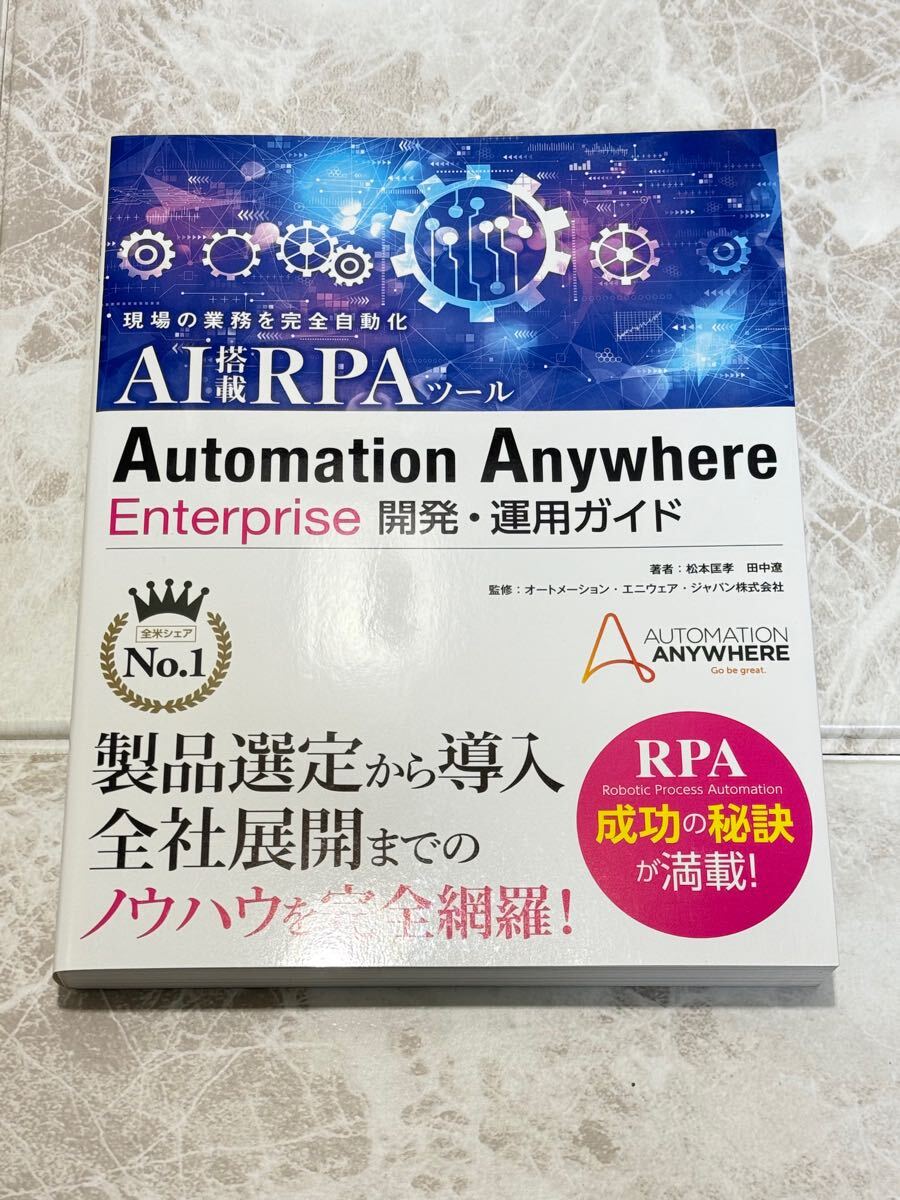 現場の業務を完全自動化
AI搭載RPAツール
Automation Anywhere
Enterprise 開発・運用ガイド
著者：松本匡孝 田中遼
監修：オートメーション・エニウェア・ジャパン株式会社
全米シェア
No.1
AUTOMATION
ANYWHERE
Go be great.
製品選定から導入
全社展開までの
ノウハウを完全網羅！
RPA
Robotic Process Automation
成功の秘訣
が満載！